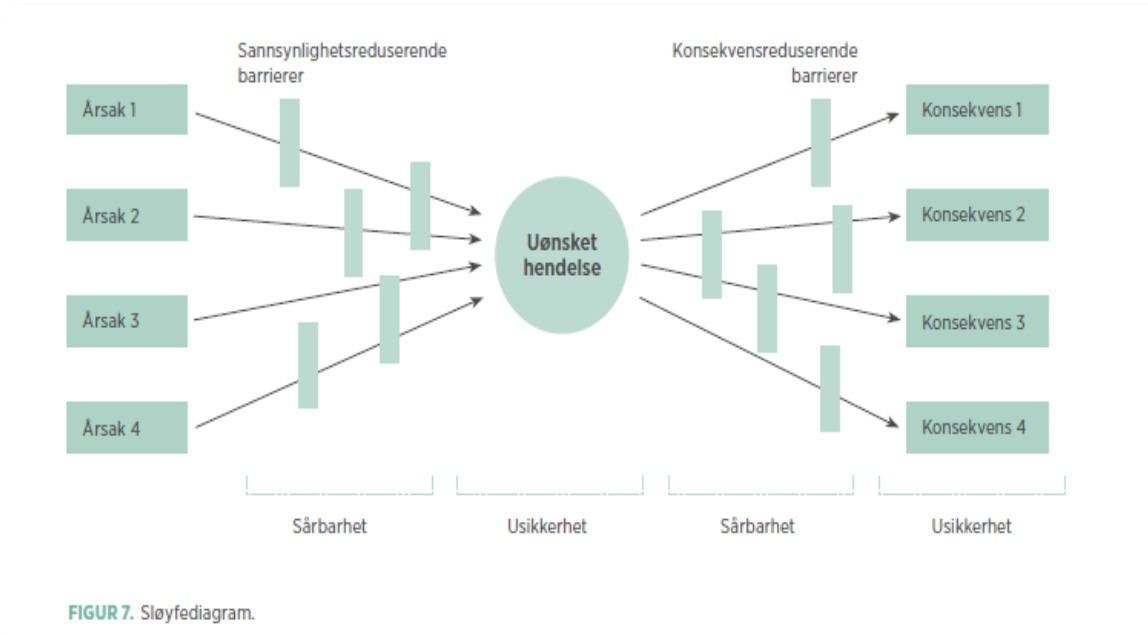 Sannsynlighetsreduserende
barrierer
Konsekvensreduserende
barrierer
Årsak 1
Konsekvens 1
Årsak 2
Konsekvens 2
Uønsket
hendelse
Årsak 3
Konsekvens 3
Årsak 4
Konsekvens 4
Sårbarhet
Usikkerhet
Sårbarhet
Usikkerhet
FIGUR 7. Sløyfediagram.